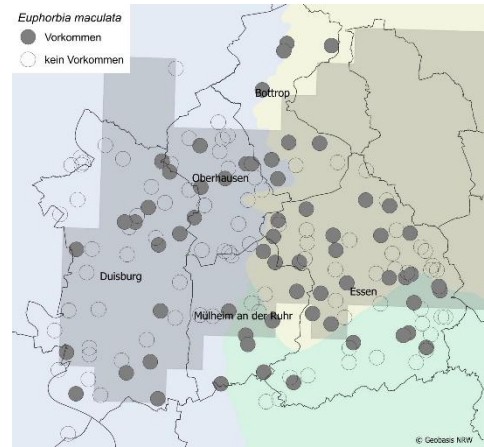 Euphorbia maculata
Vorkommen
kein Vorkommen
Bottrop
Oberhausen
Duisburg
Essen
Mülheim an der Ruhr
© Geobasis NRW